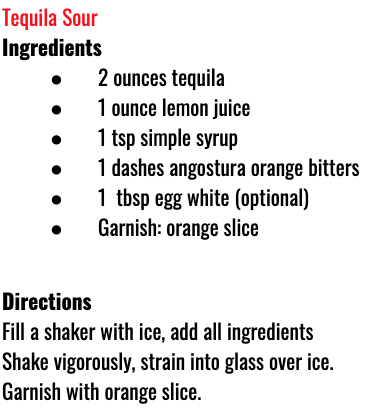 Tequila Sour
Ingredients
● 2 ounces tequila
● 1 ounce lemon juice
● 1 tsp simple syrup
● 1 dashes angostura orange bitters
● 1  tbsp egg white (optional)
● Garnish: orange slice
Directions
Fill a shaker with ice, add all ingredients
Shake vigorously, strain into glass over ice.
Garnish with orange slice.